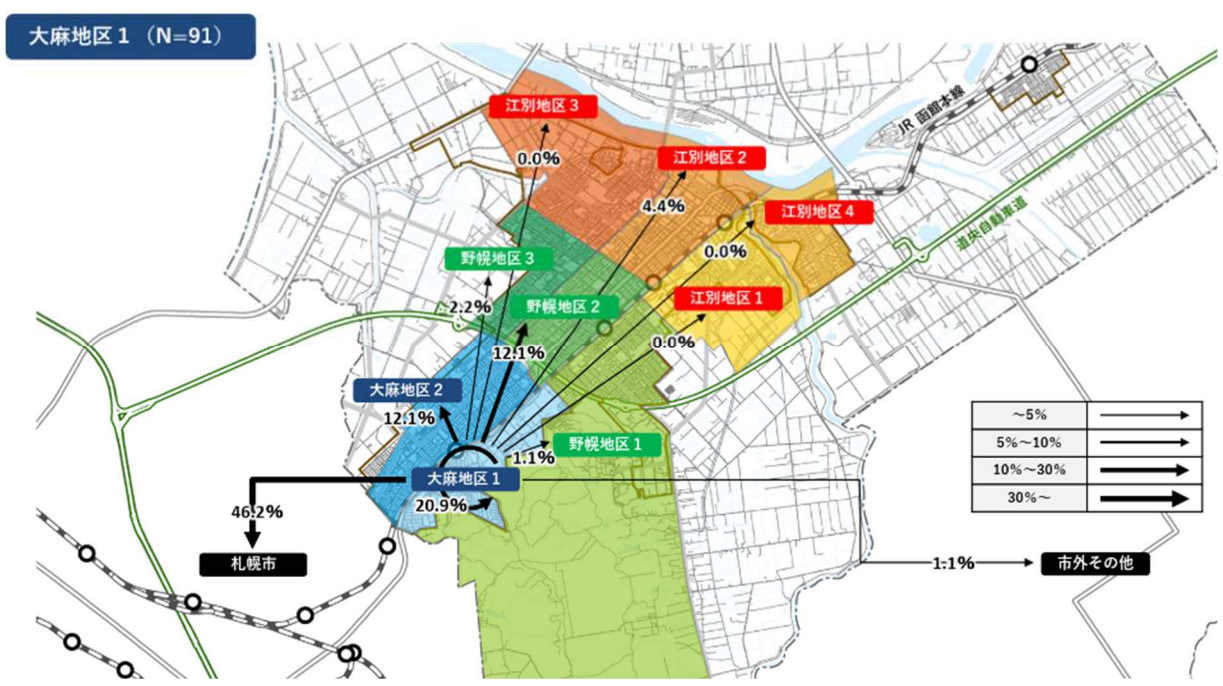 大麻地区1（N=91）
江別地区3
JR 函館本線
0.0%
江別地区2
4.4%
江別地区4
0.0%
道央自動車道
野幌地区3
2.2%
野幌地区2
江別地区1
12.1%
0.0%
大麻地区2
12.1%
野幌地区1
1.1%
大麻地区1
20.9%
46.2%
札幌市
1.1%
市外その他
～5%
5%～10%
10%～30%
30%～